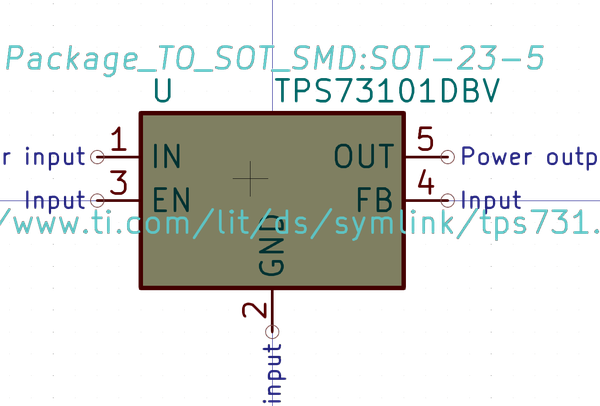 Package_TO_SOT_SMD:SOT-23-5
U TPS73101DBV
r input 1 IN OUT 5 Power outp
Input 3 EN FB 4 Input
/www.ti.com/lit/ds/symlink/tps731.
GND
2
input